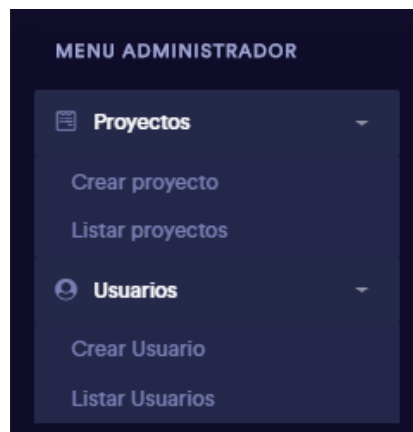 MENU ADMINISTRADOR
Proyectos
Crear proyecto
Listar proyectos
Usuarios
Crear Usuario
Listar Usuarios